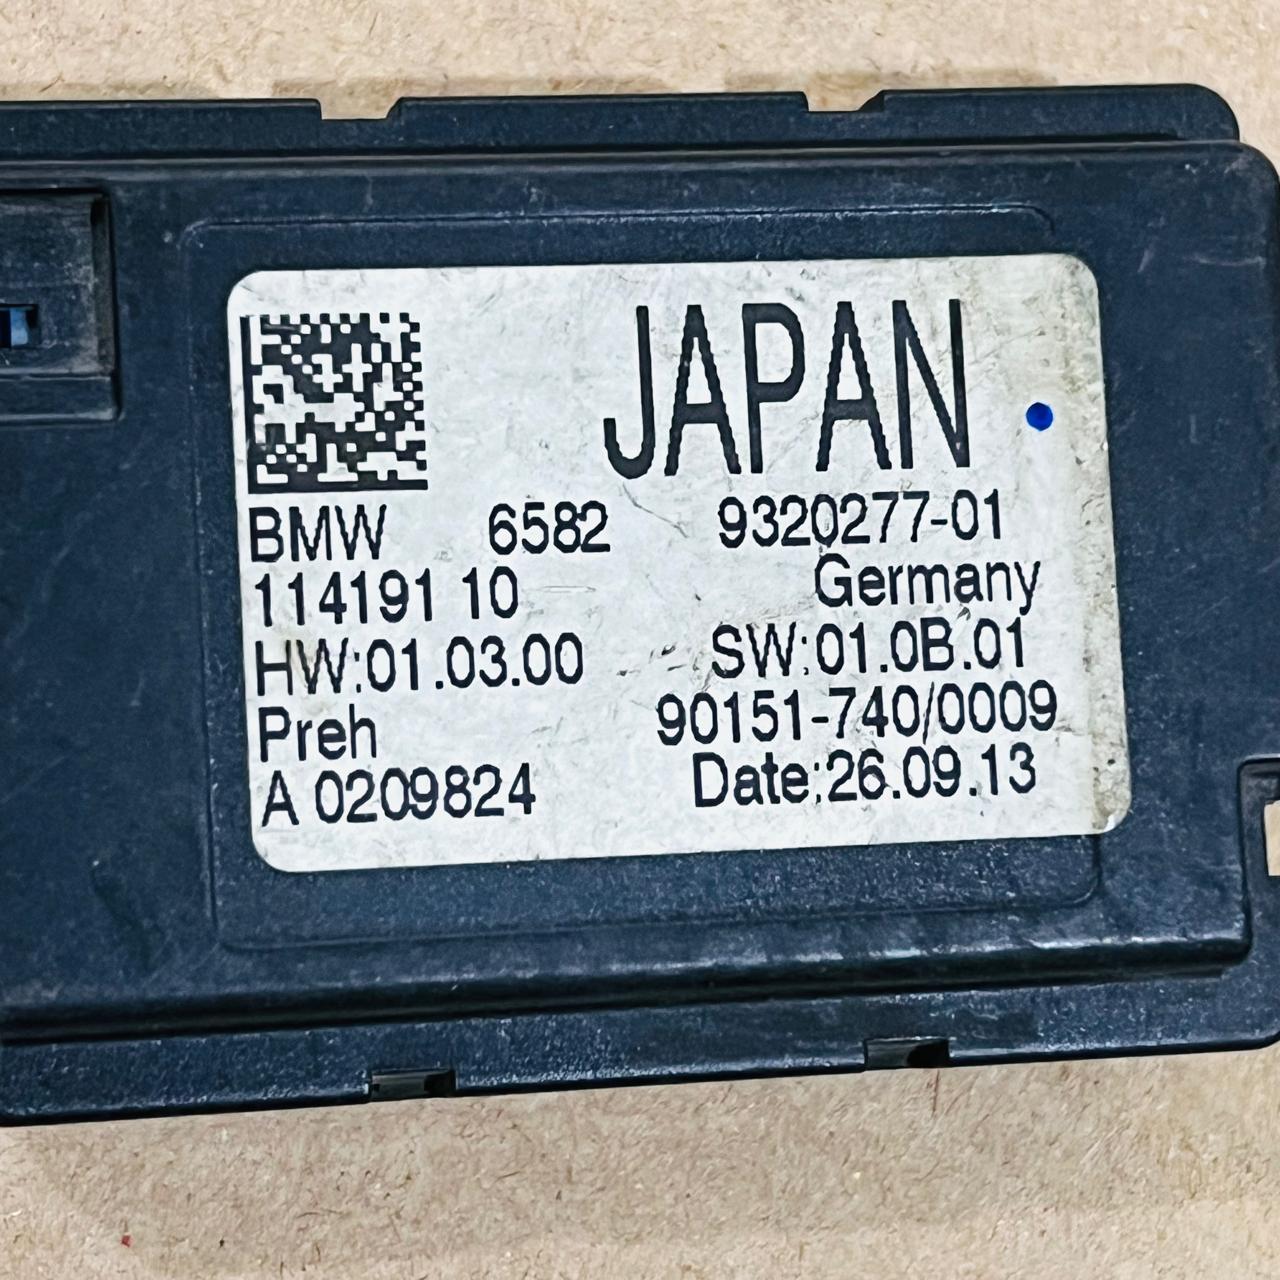 JAPAN
BMW 6582 9320277-01
114191 10 Germany
HW:01.03.00 SW:01.0B.01
Preh 90151-740/0009
A 0209824 Date:26.09.13